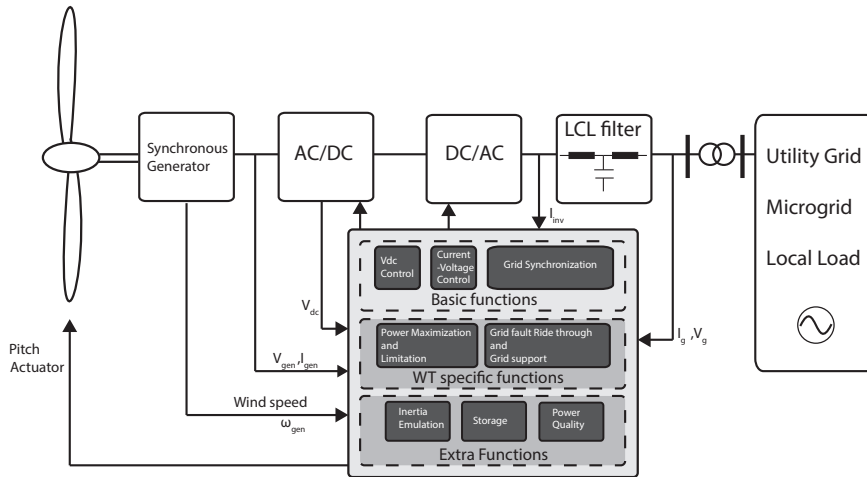 Synchronous
Generator
AC/DC
DC/AC
LCL filter
Utility Grid
Microgrid
Local Load
I_inv
Vdc
Control
Current
-Voltage
Control
Grid Synchronization
Basic functions
V_dc
Power Maximization
and
Limitation
Grid fault Ride through
and
Grid support
WT specific functions
I_g ,V_g
Pitch
Actuator
V_gen ,I_gen
Wind speed
ω_gen
Inertia
Emulation
Storage
Power
Quality
Extra Functions